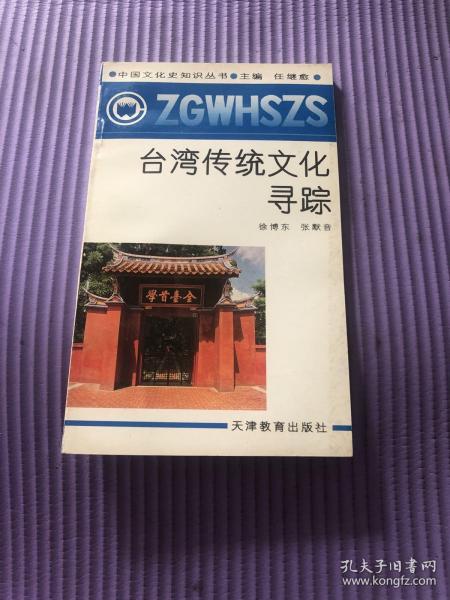 ●中国文化史知识丛书●主编 任继愈●
ZGWHSZS
台湾传统文化
寻踪
徐博东 张默音
學首臺全
天津教育出版社
孔夫子旧书网
www.kongfz.com